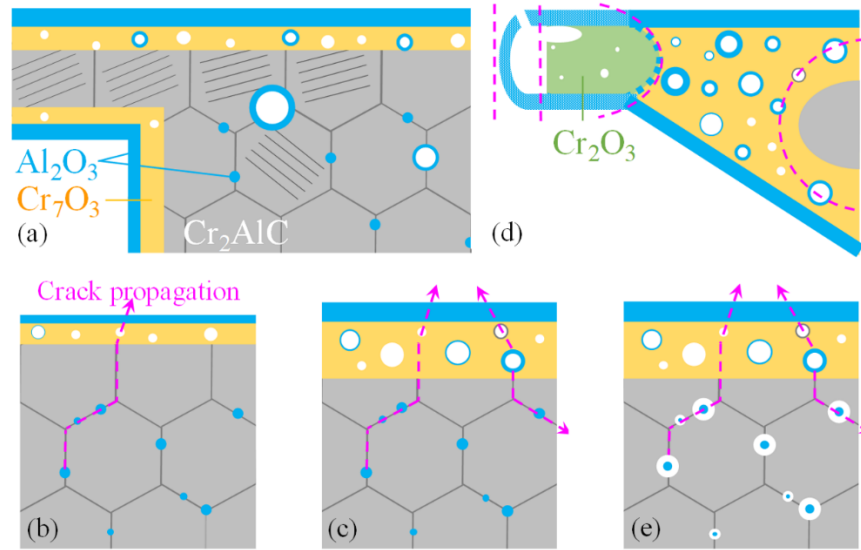 Al₂O₃
Cr₇O₃
(a)
Cr₂AlC
Cr₂O₃
(d)
Crack propagation
(b)
(c)
(e)